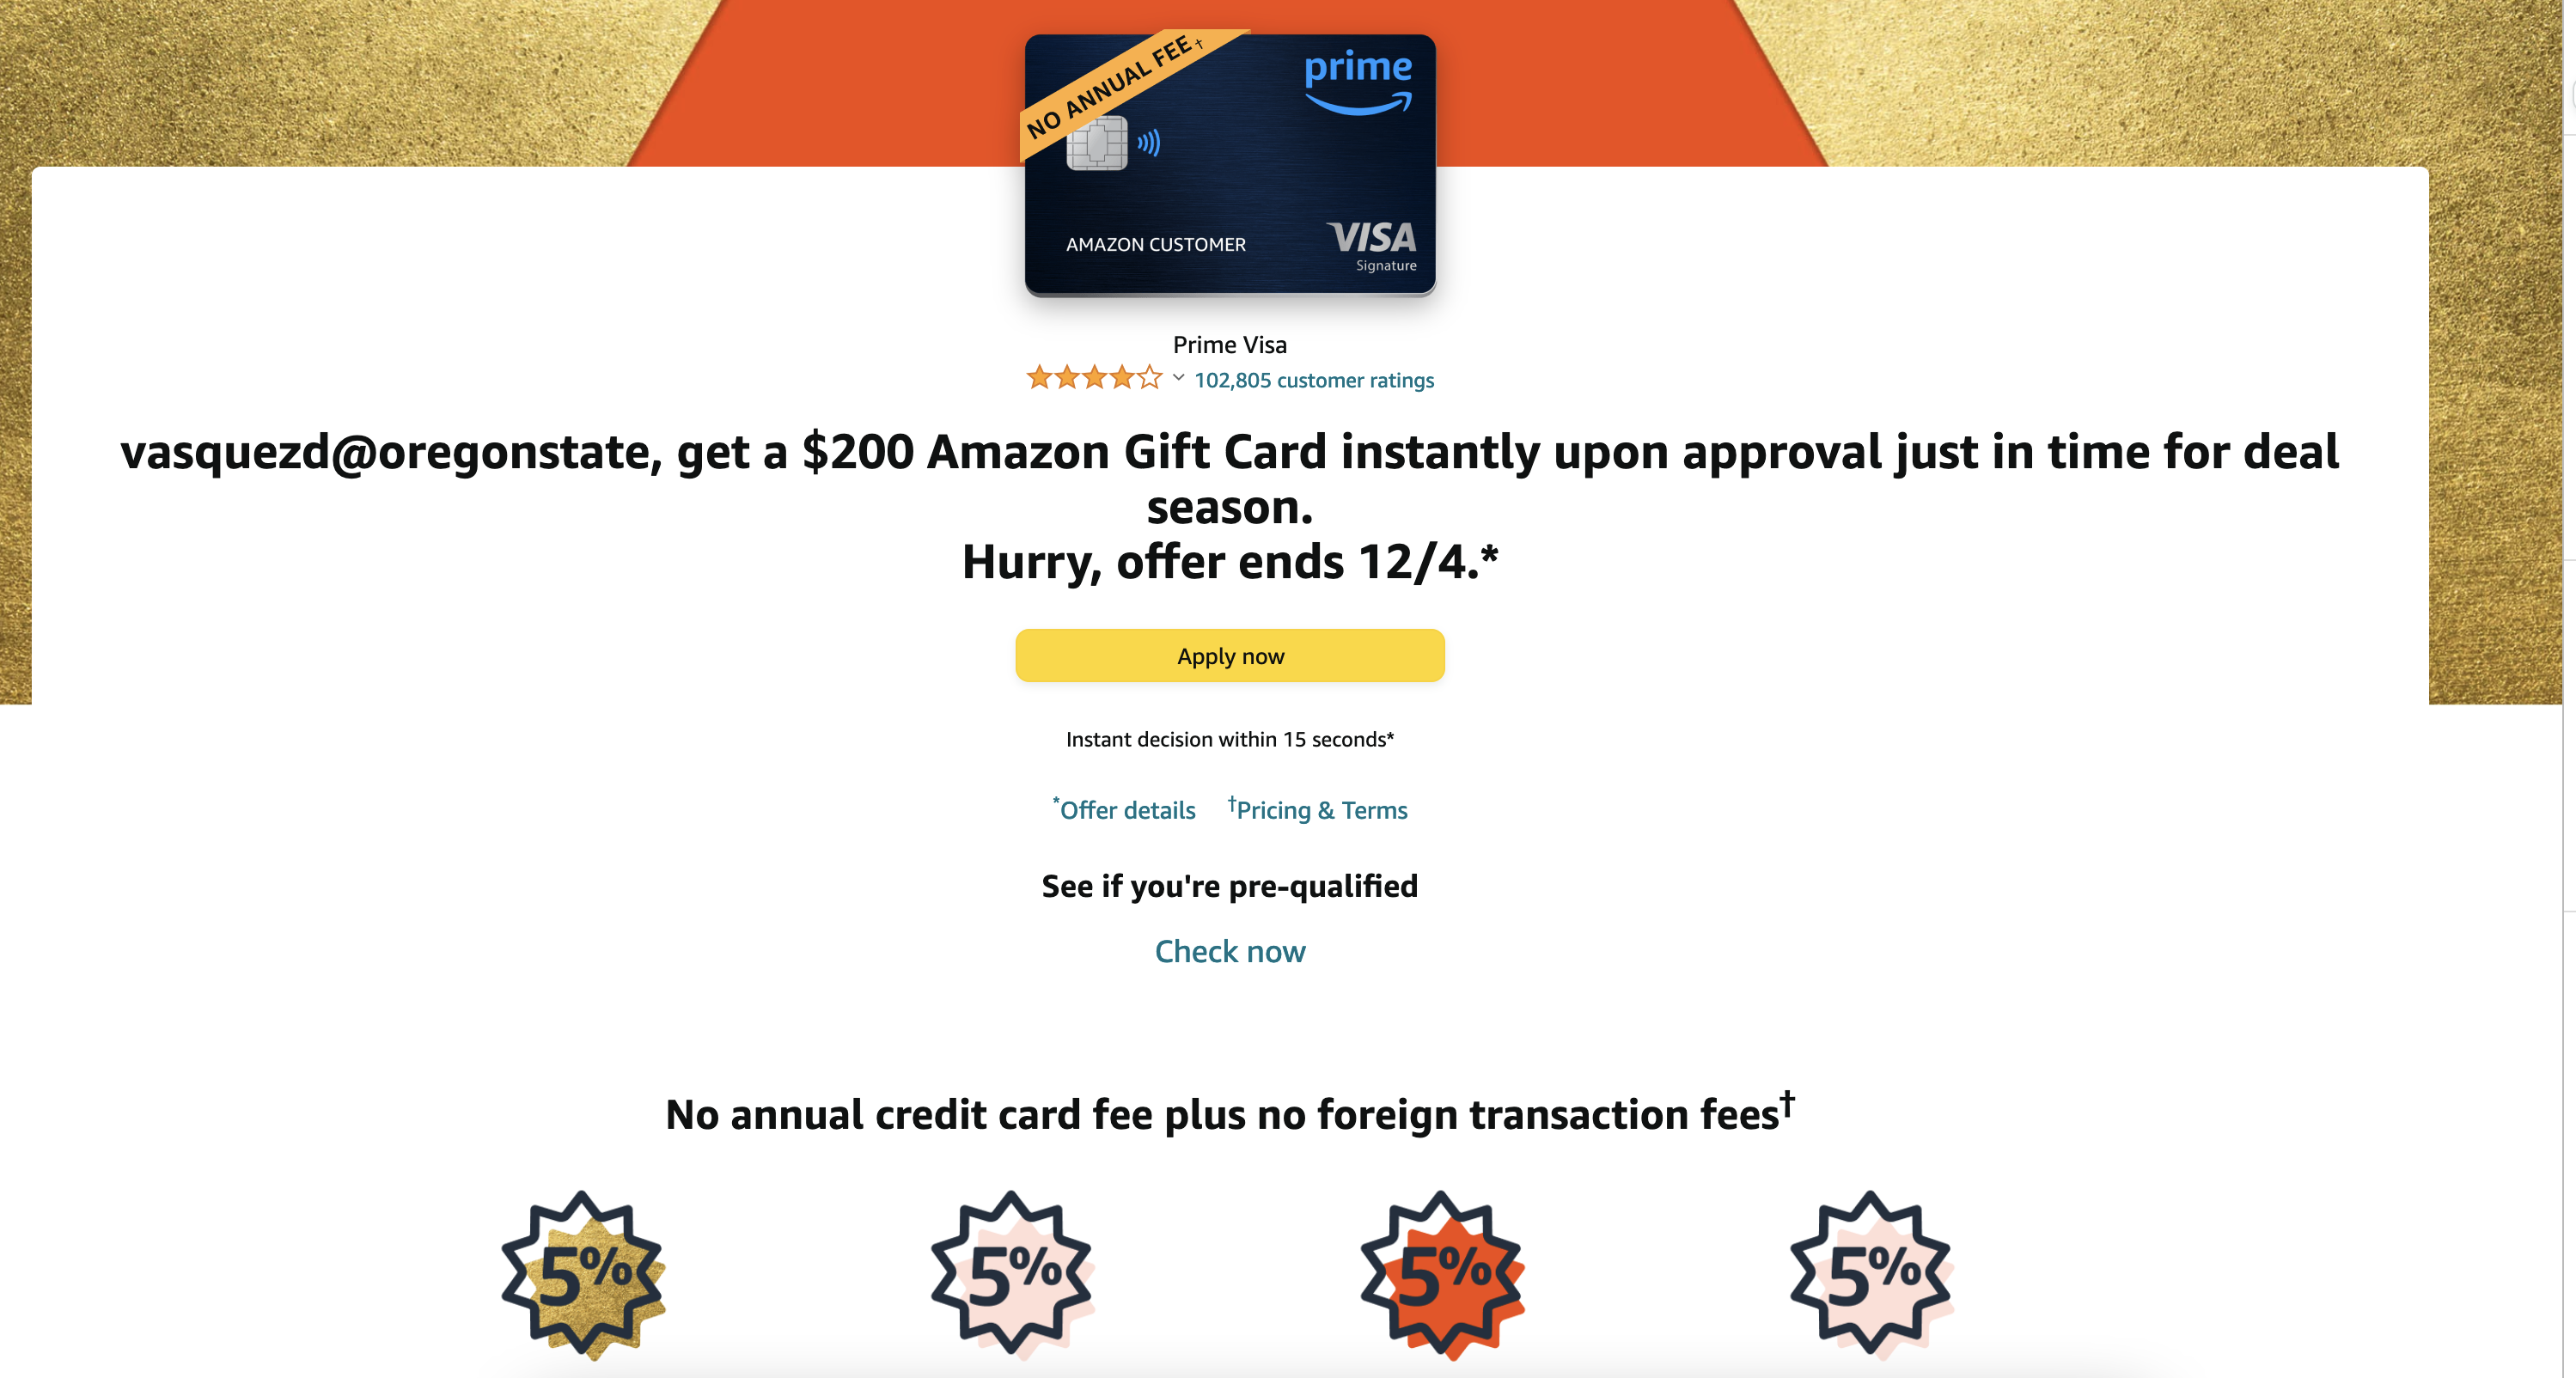 NO ANNUAL FEE †
prime
AMAZON CUSTOMER
VISA
Signature
Prime Visa
102,805 customer ratings
vasquezd@oregonstate, get a $200 Amazon Gift Card instantly upon approval just in time for deal
season.
Hurry, offer ends 12/4.*
Apply now
Instant decision within 15 seconds*
*Offer details †Pricing & Terms
See if you're pre-qualified
Check now
No annual credit card fee plus no foreign transaction fees†
5% 5% 5% 5%